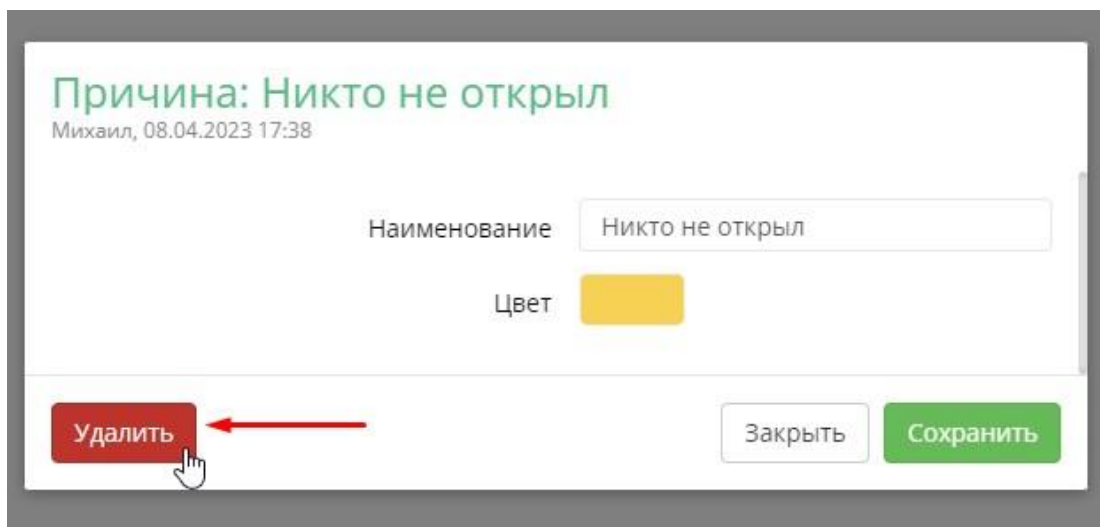 Причина: Никто не открыл
Михаил, 08.04.2023 17:38
Наименование Никто не открыл
Цвет
Удалить Закрыть Сохранить